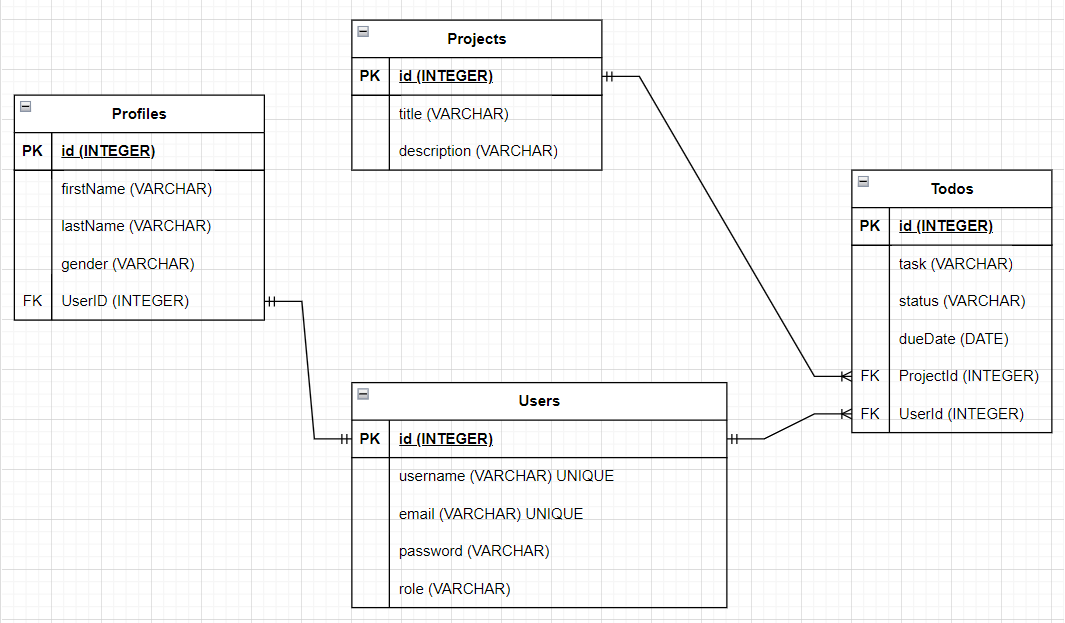 Projects
PK id (INTEGER)
title (VARCHAR)
description (VARCHAR)
Profiles
PK id (INTEGER)
firstName (VARCHAR)
lastName (VARCHAR)
gender (VARCHAR)
FK UserID (INTEGER)
Todos
PK id (INTEGER)
task (VARCHAR)
status (VARCHAR)
dueDate (DATE)
FK ProjectId (INTEGER)
FK UserId (INTEGER)
Users
PK id (INTEGER)
username (VARCHAR) UNIQUE
email (VARCHAR) UNIQUE
password (VARCHAR)
role (VARCHAR)